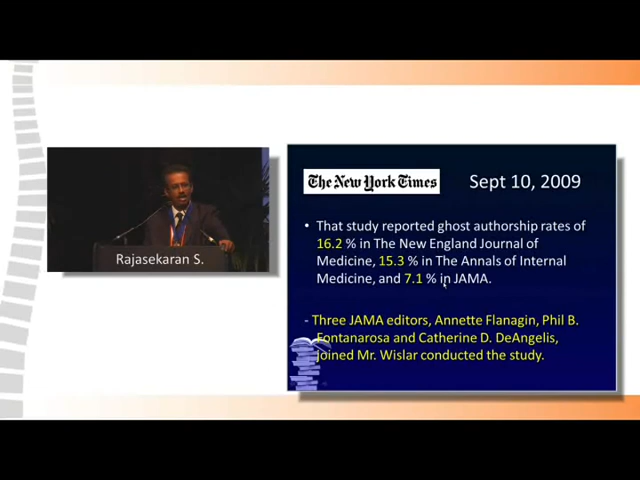 Rajasekaran S.
The New York Times
Sept 10, 2009
• That study reported ghost authorship rates of
16.2 % in The New England Journal of
Medicine, 15.3 % in The Annals of Internal
Medicine, and 7.1 % in JAMA.
- Three JAMA editors, Annette Flanagin, Phil B.
Fontanarosa and Catherine D. DeAngelis,
joined Mr. Wislar conducted the study.